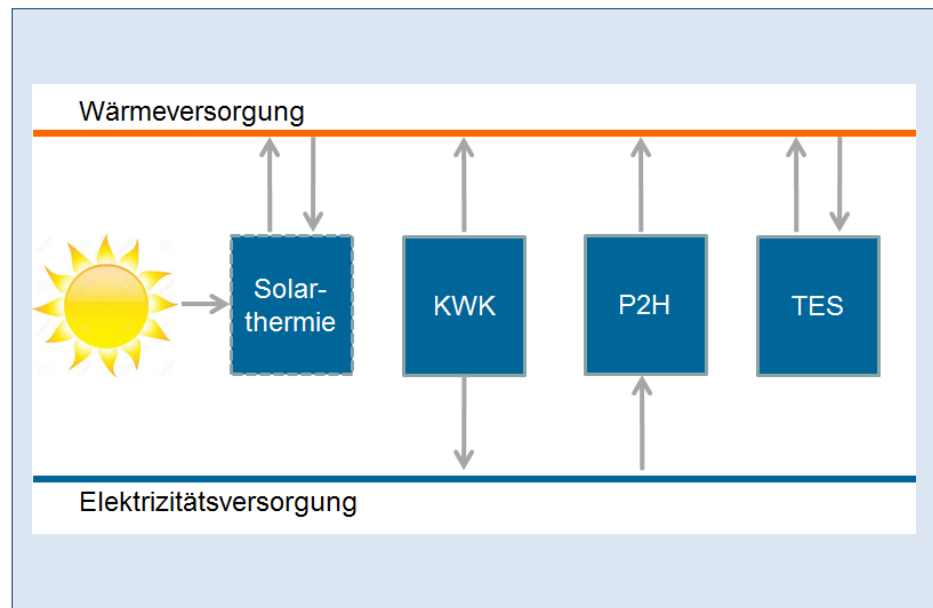 Wärmeversorgung
Solar-
thermie
KWK
P2H
TES
Elektrizitätsversorgung